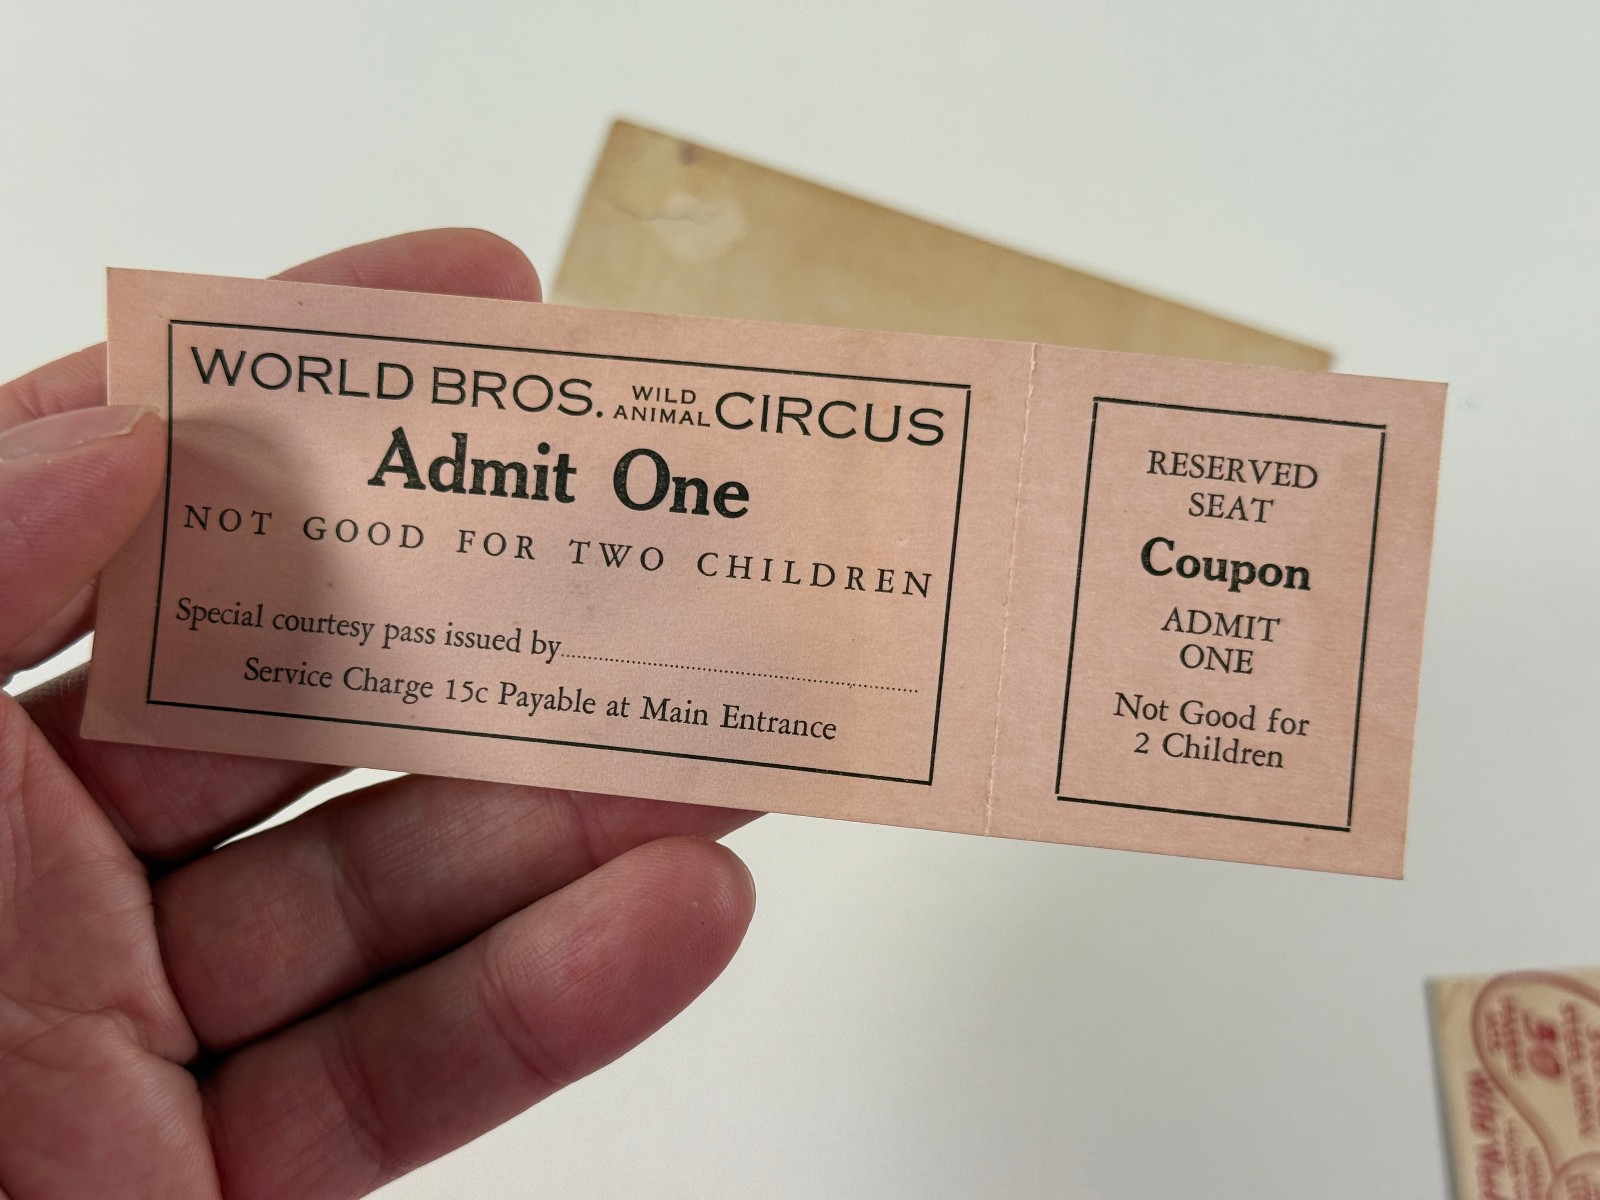 WORLD BROS. WILD ANIMAL CIRCUS
Admit One
NOT GOOD FOR TWO CHILDREN
Special courtesy pass issued by
Service Charge 15c Payable at Main Entrance
RESERVED
SEAT
Coupon
ADMIT
ONE
Not Good for
2 Children
50